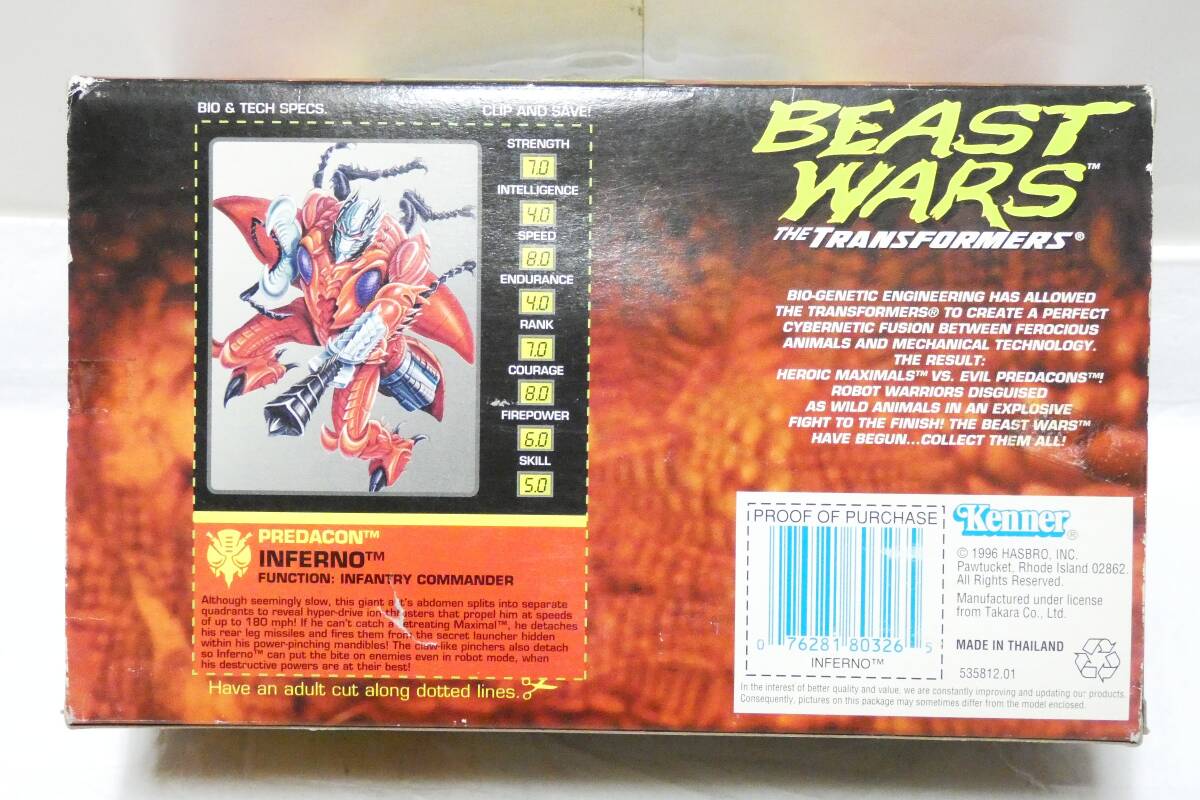 BIO & TECH SPECS.
CLIP AND SAVE!
STRENGTH
7.0
INTELLIGENCE
4.0
SPEED
8.0
ENDURANCE
4.0
RANK
7.0
COURAGE
8.0
FIREPOWER
6.0
SKILL
5.0
PREDACON™
INFERNO™
FUNCTION: INFANTRY COMMANDER
Although seemingly slow, this giant ant's abdomen splits into separate
quadrants to reveal hyper-drive ion thrusters that propel him at speeds
of up to 180 mph! If he can't catch a retreating Maximal™, he detaches
his rear leg missiles and fires them from the secret launcher hidden
within his power-pinching mandibles! The claw-like pinchers also detach
so Inferno™ can put the bite on enemies even in robot mode, when
his destructive powers are at their best!
Have an adult cut along dotted lines.
BEAST
WARS™
THE TRANSFORMERS®
BIO-GENETIC ENGINEERING HAS ALLOWED
THE TRANSFORMERS® TO CREATE A PERFECT
CYBERNETIC FUSION BETWEEN FEROCIOUS
ANIMALS AND MECHANICAL TECHNOLOGY.
THE RESULT:
HEROIC MAXIMALS™ VS. EVIL PREDACONS™!
ROBOT WARRIORS DISGUISED
AS WILD ANIMALS IN AN EXPLOSIVE
FIGHT TO THE FINISH! THE BEAST WARS™
HAVE BEGUN...COLLECT THEM ALL!
PROOF OF PURCHASE
0 76281 80326 5
INFERNO™
Kenner®
© 1996 HASBRO, INC.
Pawtucket, Rhode Island 02862.
All Rights Reserved.
Manufactured under license
from Takara Co., Ltd.
MADE IN THAILAND
535812.01
In the interest of better quality and value, we are constantly improving and updating our products.
Consequently, pictures on this package may sometimes differ from the model enclosed.